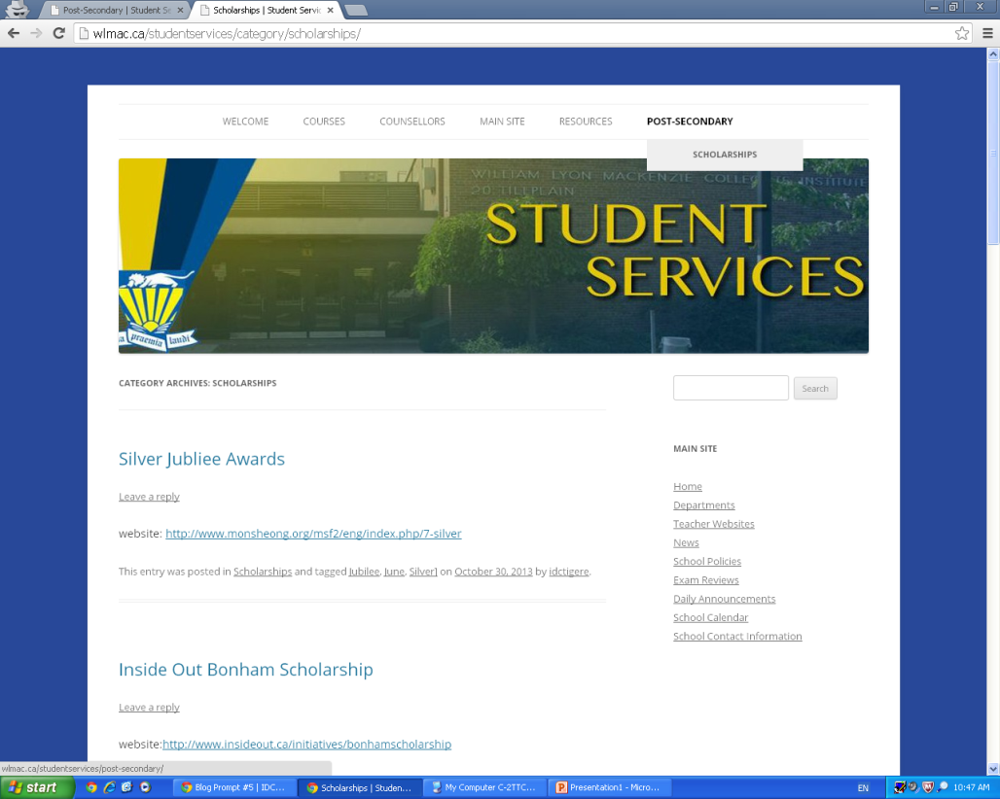 Post-Secondary | Student Se
Scholarships | Student Servic
wlmac.ca/studentservices/category/scholarships/
WELCOME COURSES COUNSELLORS MAIN SITE RESOURCES POST-SECONDARY
SCHOLARSHIPS
WILLIAM LYON MACKENZIE COLLE INSTITUTE
20 TILLPLAIN
STUDENT
SERVICES
praemia laudi
CATEGORY ARCHIVES: SCHOLARSHIPS
Search
Silver Jubliee Awards
Leave a reply
website: http://www.monsheong.org/msf2/eng/index.php/7-silver
This entry was posted in Scholarships and tagged Jubilee, June, Silver] on October 30, 2013 by idctigere.
MAIN SITE
Home
Departments
Teacher Websites
News
School Policies
Exam Reviews
Daily Announcements
School Calendar
School Contact Information
Inside Out Bonham Scholarship
Leave a reply
website:http://www.insideout.ca/initiatives/bonhamscholarship
wlmac.ca/studentservices/post-secondary/
start
Blog Prompt #5 | IDC...
Scholarships | Studen...
My Computer C-2TTC...
Presentation1 - Micro...
EN
10:47 AM